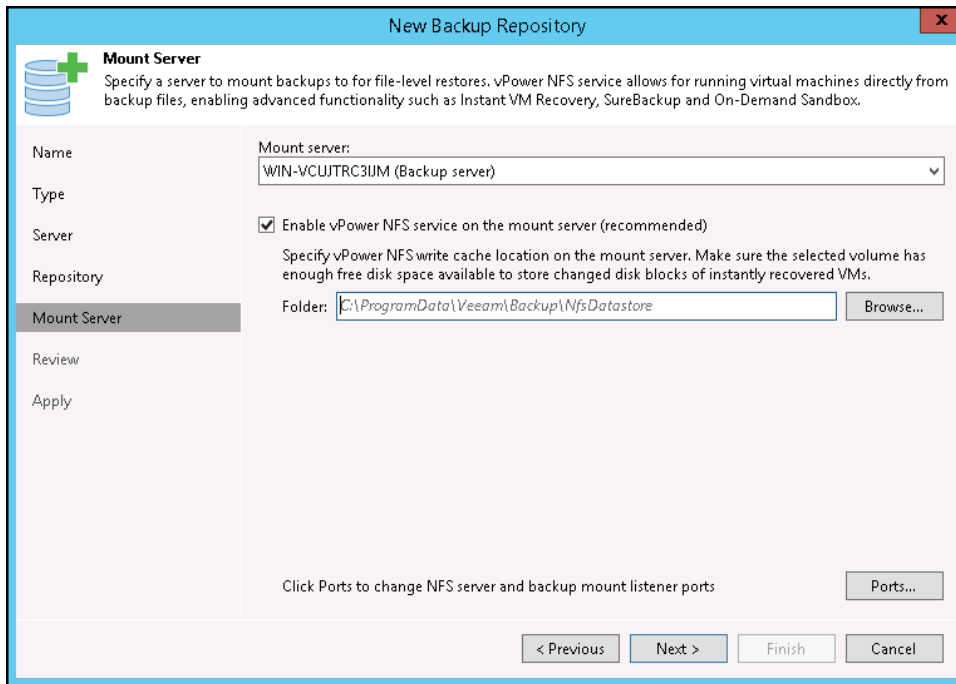 New Backup Repository
x
Mount Server
Specify a server to mount backups to for file-level restores. vPower NFS service allows for running virtual machines directly from
backup files, enabling advanced functionality such as Instant VM Recovery, SureBackup and On-Demand Sandbox.
Name
Type
Server
Repository
Mount Server
Review
Apply
Mount server:
WIN-VCUJTRC3IJM (Backup server)
Enable vPower NFS service on the mount server (recommended)
Specify vPower NFS write cache location on the mount server. Make sure the selected volume has
enough free disk space available to store changed disk blocks of instantly recovered VMs.
Folder: C:\ProgramData\Veeam\Backup\NfsDatastore Browse...
Click Ports to change NFS server and backup mount listener ports Ports...
< Previous Next > Finish Cancel